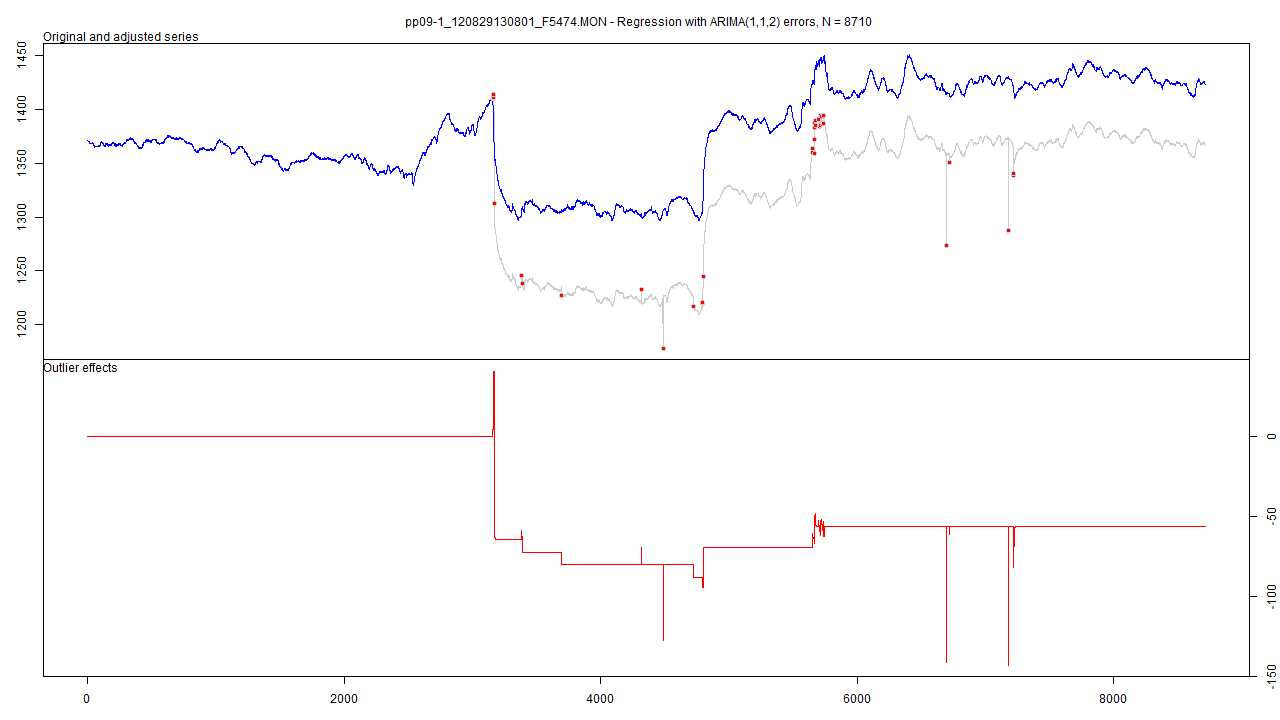 pp09-1_120829130801_F5474.MON - Regression with ARIMA(1,1,2) errors, N = 8710
Original and adjusted series
1450
1400
1350
1300
1250
1200
Outlier effects
0
-50
-100
-150
0 2000 4000 6000 8000